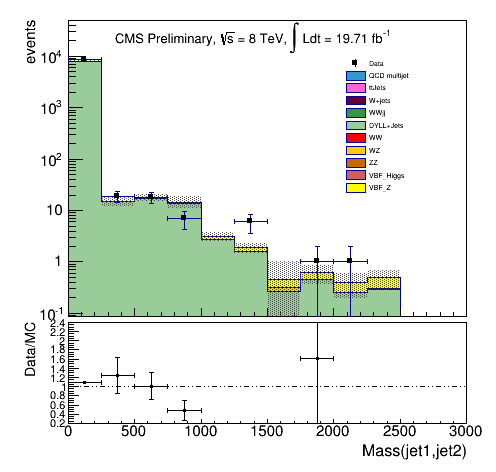 events
CMS Preliminary, √s = 8 TeV, ∫ Ldt = 19.71 fb⁻¹
Data
QCD multijet
ttJets
W+jets
WWjj
DYLL+Jets
WW
WZ
ZZ
VBF_Higgs
VBF_Z
10⁴
10³
10²
10
1
10⁻¹
Data/MC
2.4
2.2
2
1.8
1.6
1.4
1.2
1
0.8
0.6
0.4
0.2
0 500 1000 1500 2000 2500 3000
Mass(jet1,jet2)